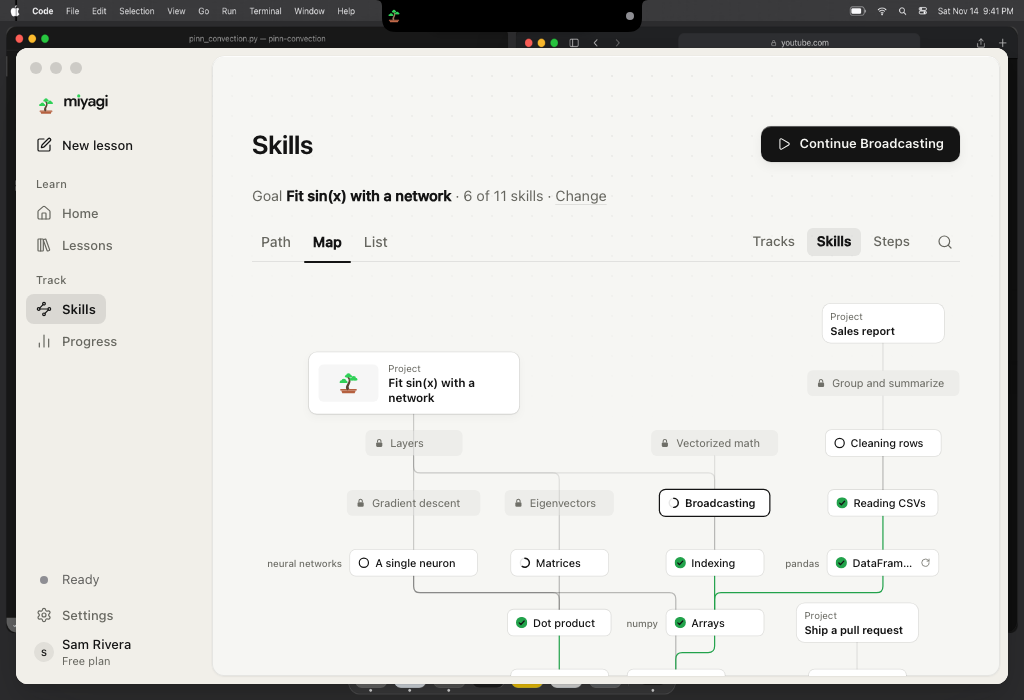 Code File Edit Selection View Go Run Terminal Window Help Sat Nov 14 9:41 PM
pinn_convection.py — pinn-convection
youtube.com
miyagi
New lesson
Learn
Home
Lessons
Track
Skills
Progress
Ready
Settings
S
Sam Rivera
Free plan
Skills
Continue Broadcasting
Goal Fit sin(x) with a network · 6 of 11 skills · Change
Path Map List
Tracks Skills Steps
Project
Sales report
Project
Fit sin(x) with a
network
Group and summarize
Layers
Vectorized math
Cleaning rows
Gradient descent
Eigenvectors
Broadcasting
Reading CSVs
neural networks
A single neuron
Matrices
Indexing
pandas
DataFram...
Dot product
numpy
Arrays
Project
Ship a pull request